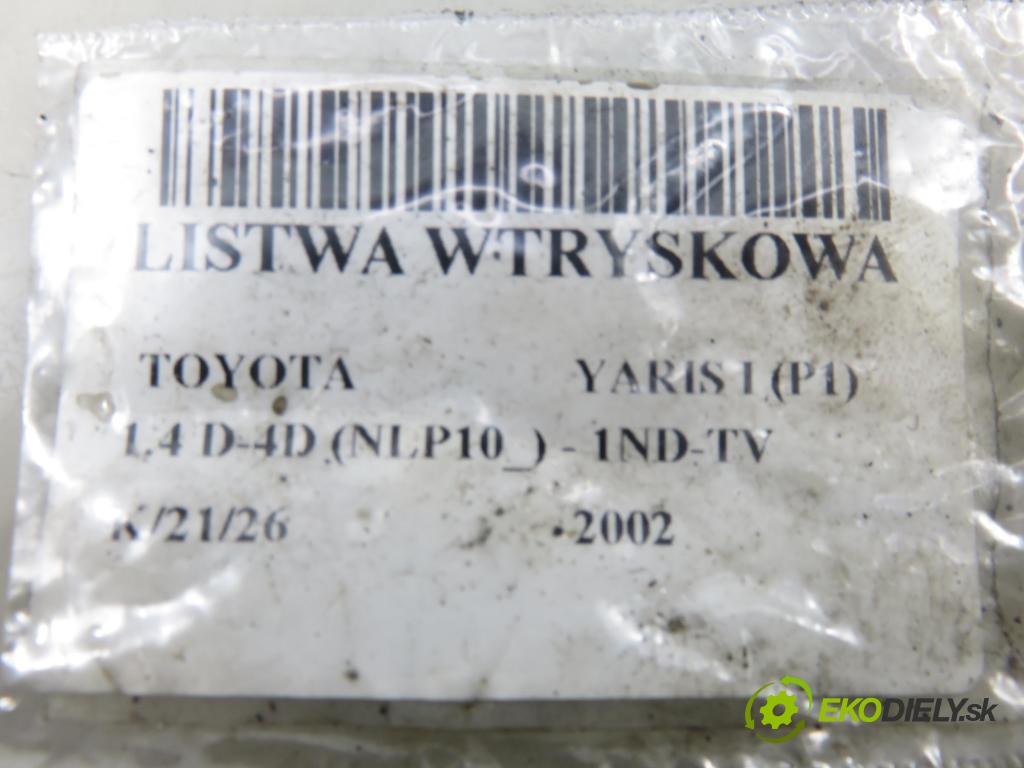 LISTWA WTRYSKOWA
TOYOTA YARIS I (P1)
1.4 D-4D (NLP10_) - 1ND-TV
K/21/26 2002
EKODIELY.sk